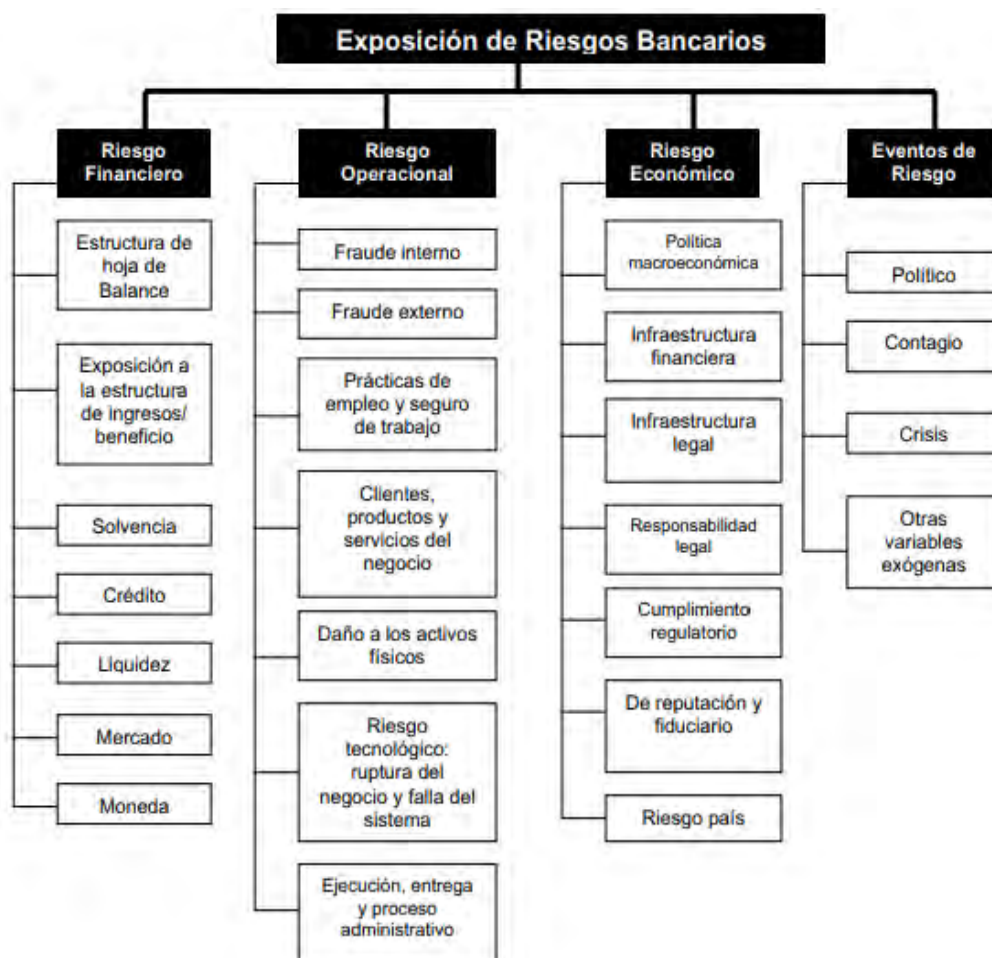 Exposición de Riesgos Bancarios
Riesgo
Financiero
Estructura de
hoja de
Balance
Exposición a
la estructura
de ingresos/
beneficio
Solvencia
Crédito
Liquidez
Mercado
Moneda
Riesgo
Operacional
Fraude interno
Fraude externo
Prácticas de
empleo y seguro
de trabajo
Clientes,
productos y
servicios del
negocio
Daño a los activos
físicos
Riesgo
tecnológico:
ruptura del
negocio y falla del
sistema
Ejecución, entrega
y proceso
administrativo
Riesgo
Económico
Política
macroeconómica
Infraestructura
financiera
Infraestructura
legal
Responsabilidad
legal
Cumplimiento
regulatorio
De reputación y
fiduciario
Riesgo país
Eventos de
Riesgo
Político
Contagio
Crisis
Otras
variables
exógenas